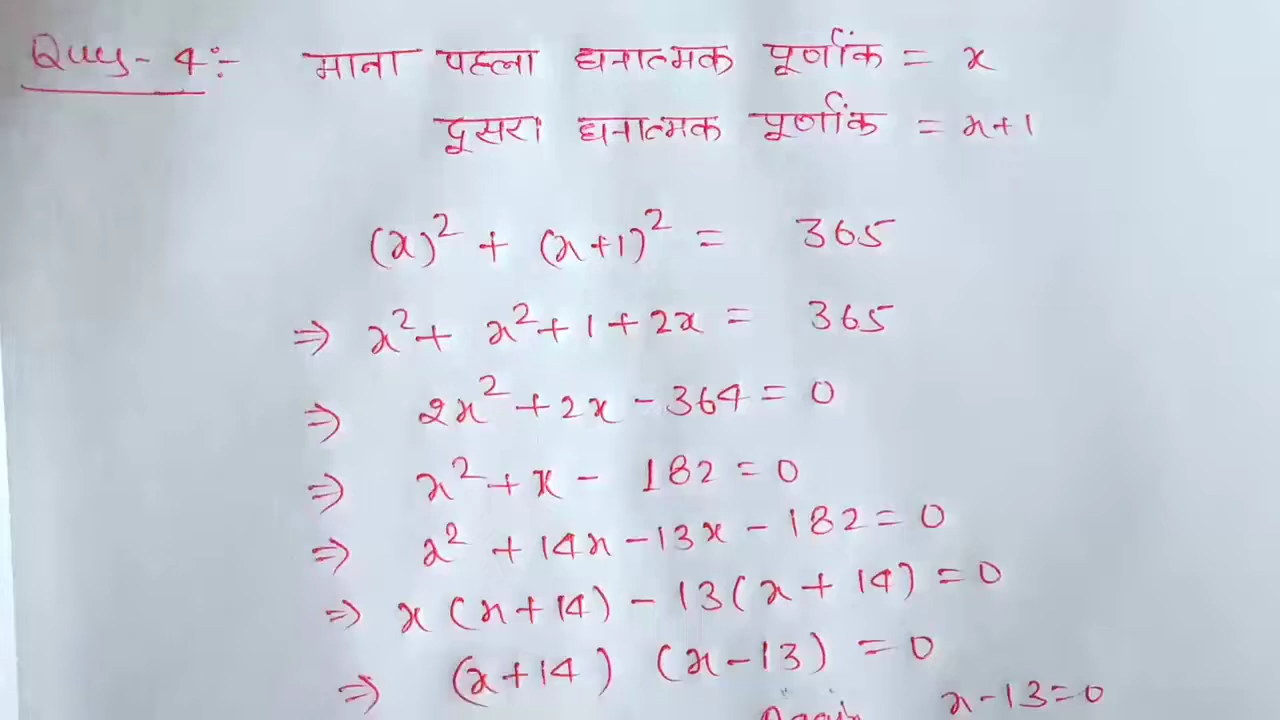 Ques-4:- माना पहला धनात्मक पूर्णांक = x
दूसरा धनात्मक पूर्णांक = x+1
(x)² + (x+1)² = 365
⇒ x² + x² + 1 + 2x = 365
⇒ 2x² + 2x - 364 = 0
⇒ x² + x - 182 = 0
⇒ x² + 14x - 13x - 182 = 0
⇒ x (x+14) - 13 (x + 14) = 0
⇒ (x+14) (x-13) = 0
Again x-13=0